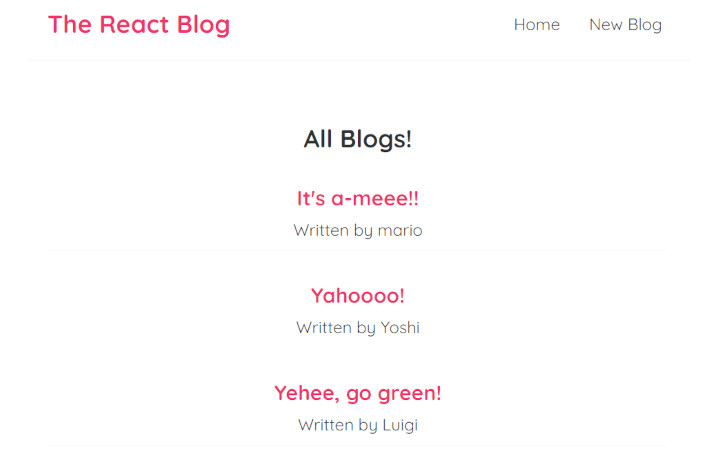 The React Blog
Home New Blog
All Blogs!
It's a-meee!!
Written by mario
Yahoooo!
Written by Yoshi
Yehee, go green!
Written by Luigi